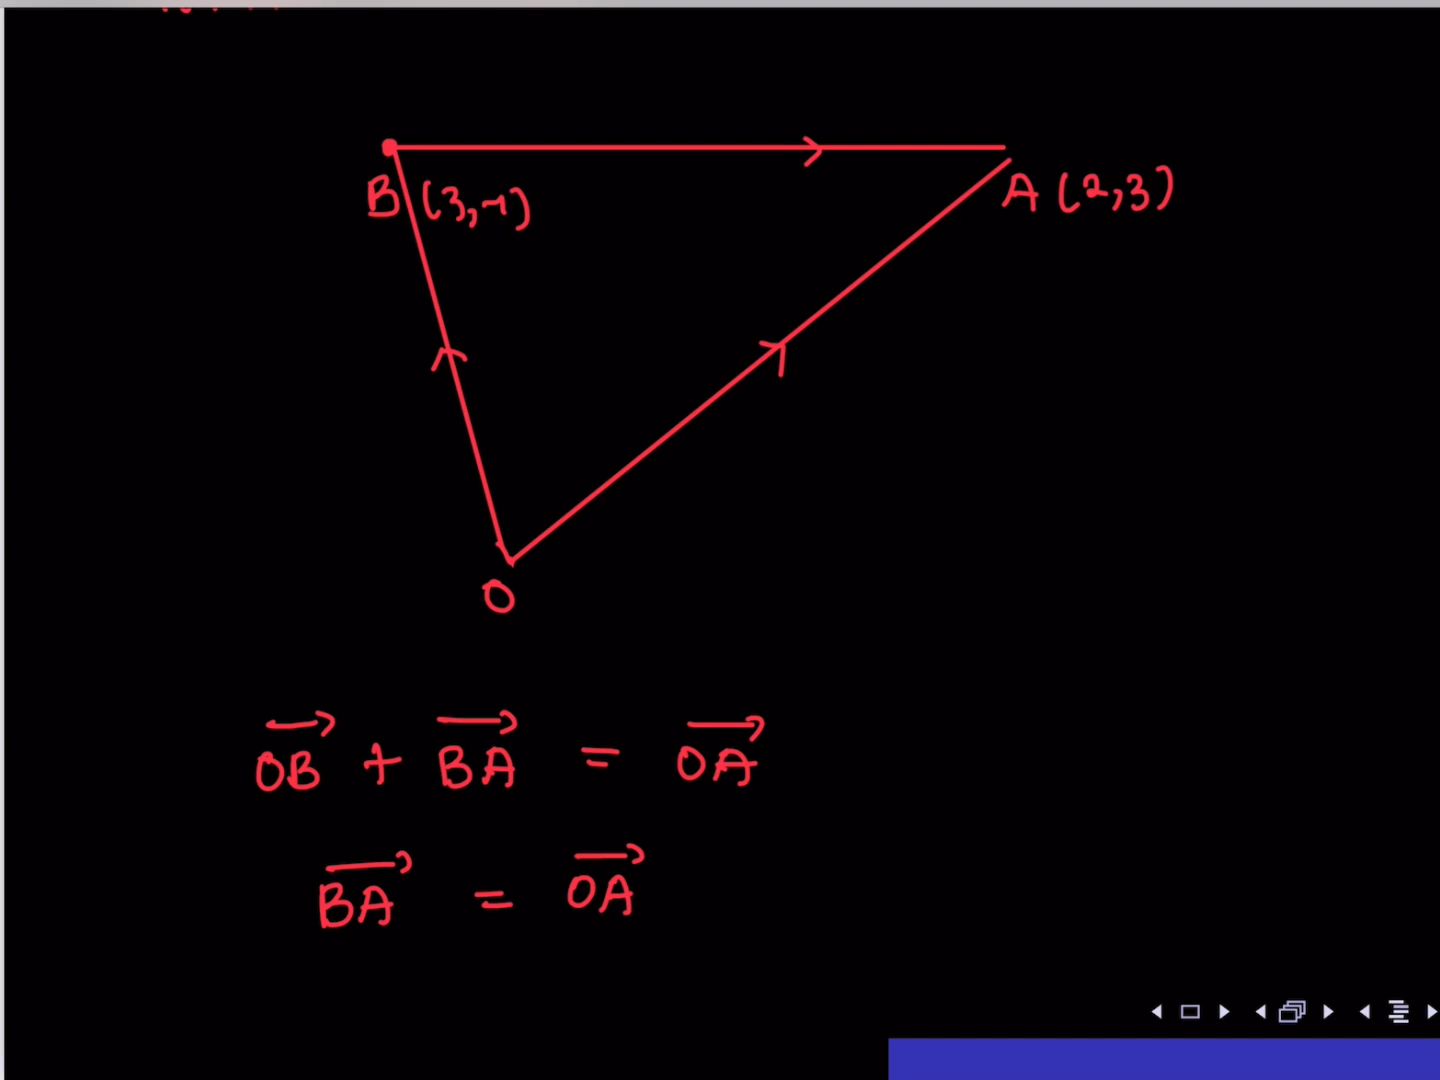 B (3,-1)
A (2,3)
O
OB + BA = OA
BA = OA